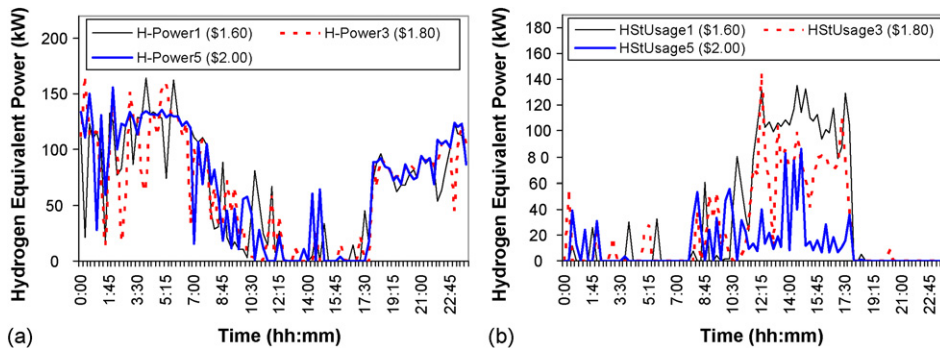 (a)
Hydrogen Equivalent Power (kW)
200
150
100
50
0
H-Power1 ($1.60) H-Power3 ($1.80)
H-Power5 ($2.00)
0:00 1:45 3:30 5:15 7:00 8:45 10:30 12:15 14:00 15:45 17:30 19:15 21:00 22:45
Time (hh:mm)
(b)
Hydrogen Equivalent Power (kW)
180
160
140
120
100
80
60
40
20
0
HStUsage1 ($1.60) HStUsage3 ($1.80)
HStUsage5 ($2.00)
0:00 1:45 3:30 5:15 7:00 8:45 10:30 12:15 14:00 15:45 17:30 19:15 21:00 22:45
Time (hh:mm)